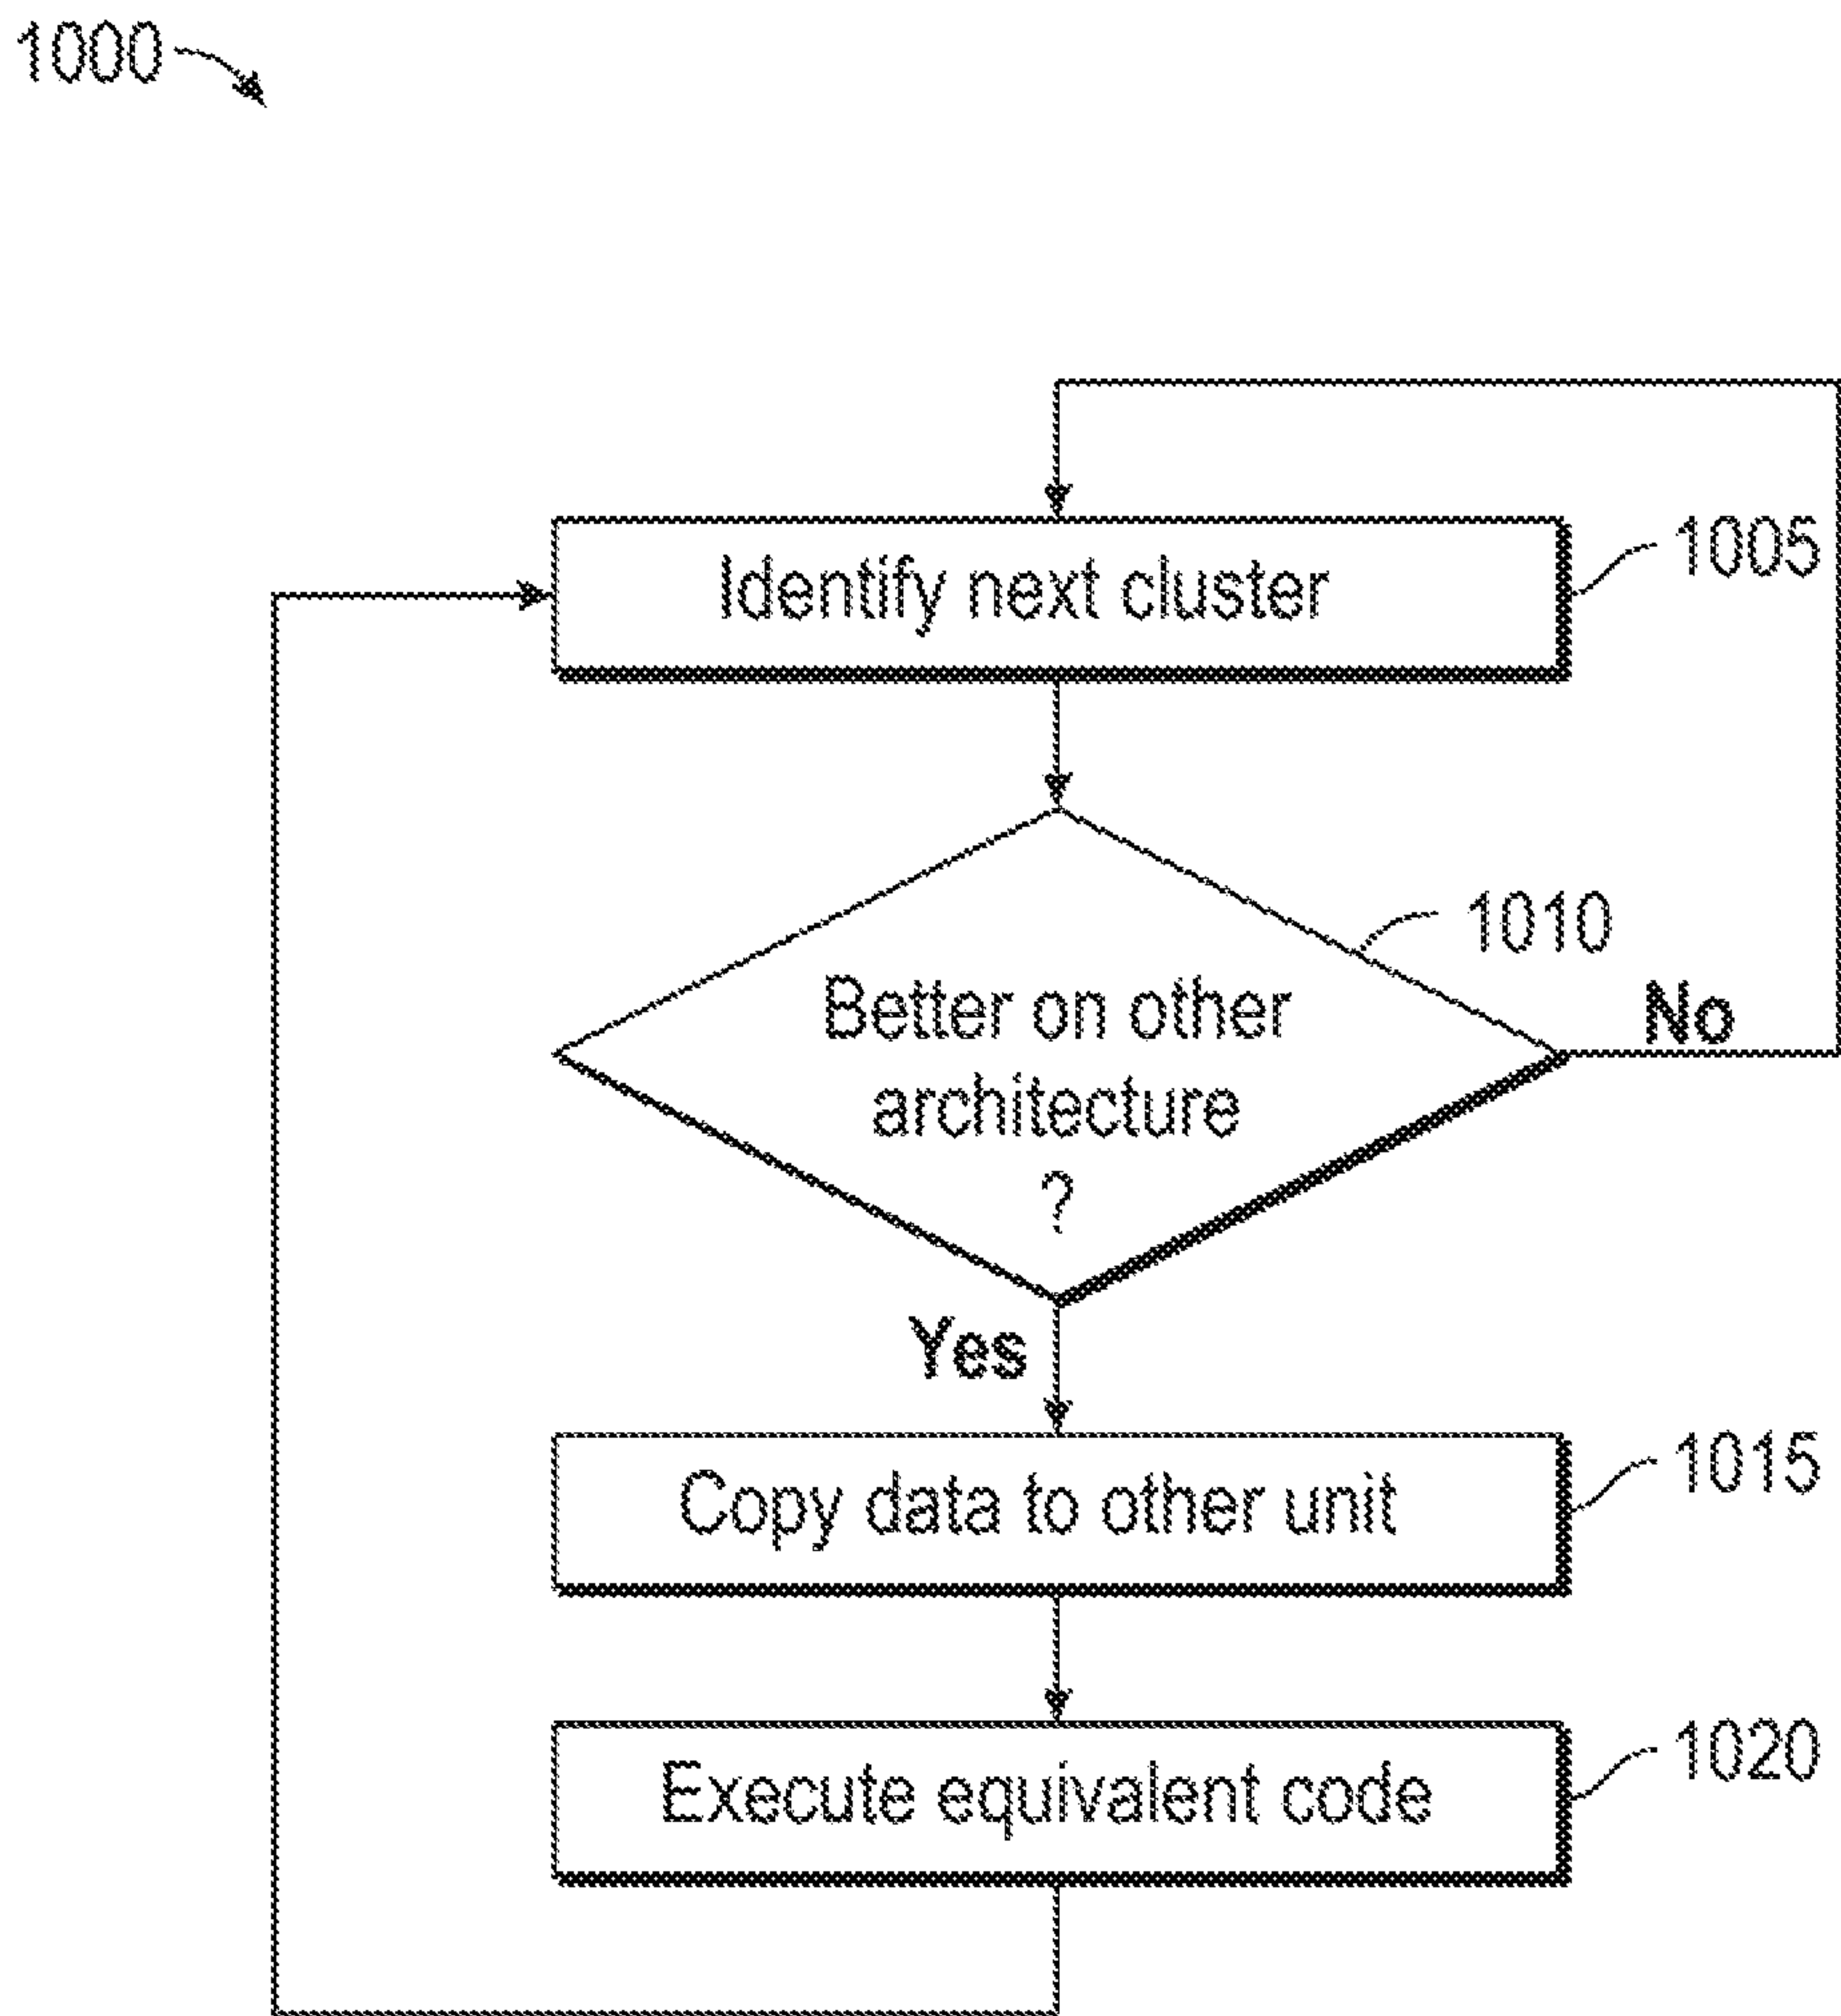 1000
Identify next cluster
1005
1010
Better on other
architecture
?
No
Yes
Copy data to other unit
1015
Execute equivalent code
1020